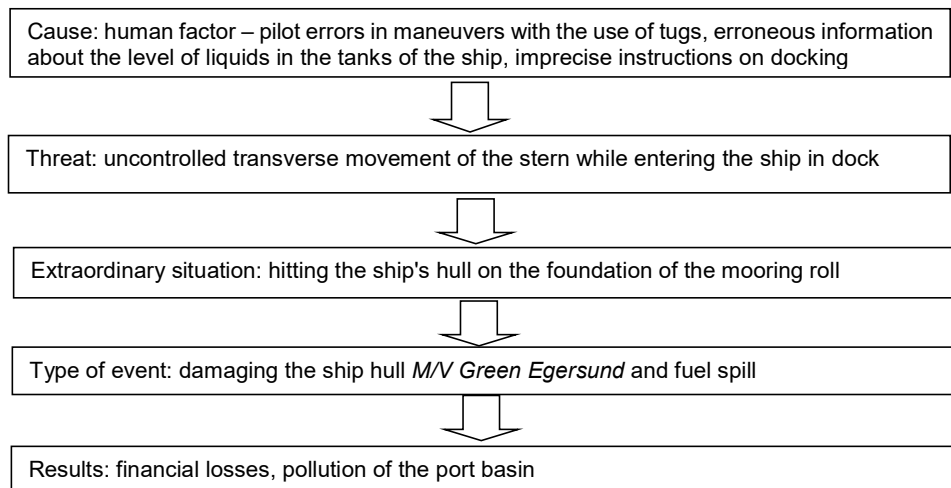 Cause: human factor – pilot errors in maneuvers with the use of tugs, erroneous information
about the level of liquids in the tanks of the ship, imprecise instructions on docking
Threat: uncontrolled transverse movement of the stern while entering the ship in dock
Extraordinary situation: hitting the ship's hull on the foundation of the mooring roll
Type of event: damaging the ship hull M/V Green Egersund and fuel spill
Results: financial losses, pollution of the port basin